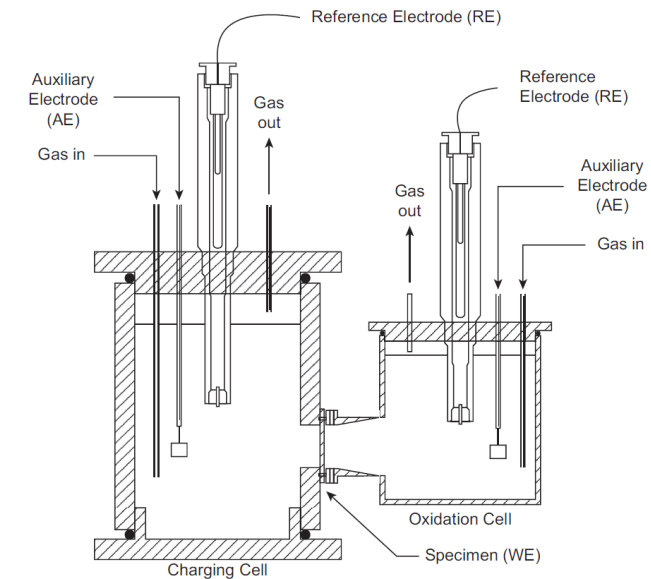 Reference Electrode (RE)
Auxiliary
Electrode
(AE)
Gas in
Gas
out
Reference
Electrode (RE)
Gas
out
Auxiliary
Electrode
(AE)
Gas in
Oxidation Cell
Specimen (WE)
Charging Cell